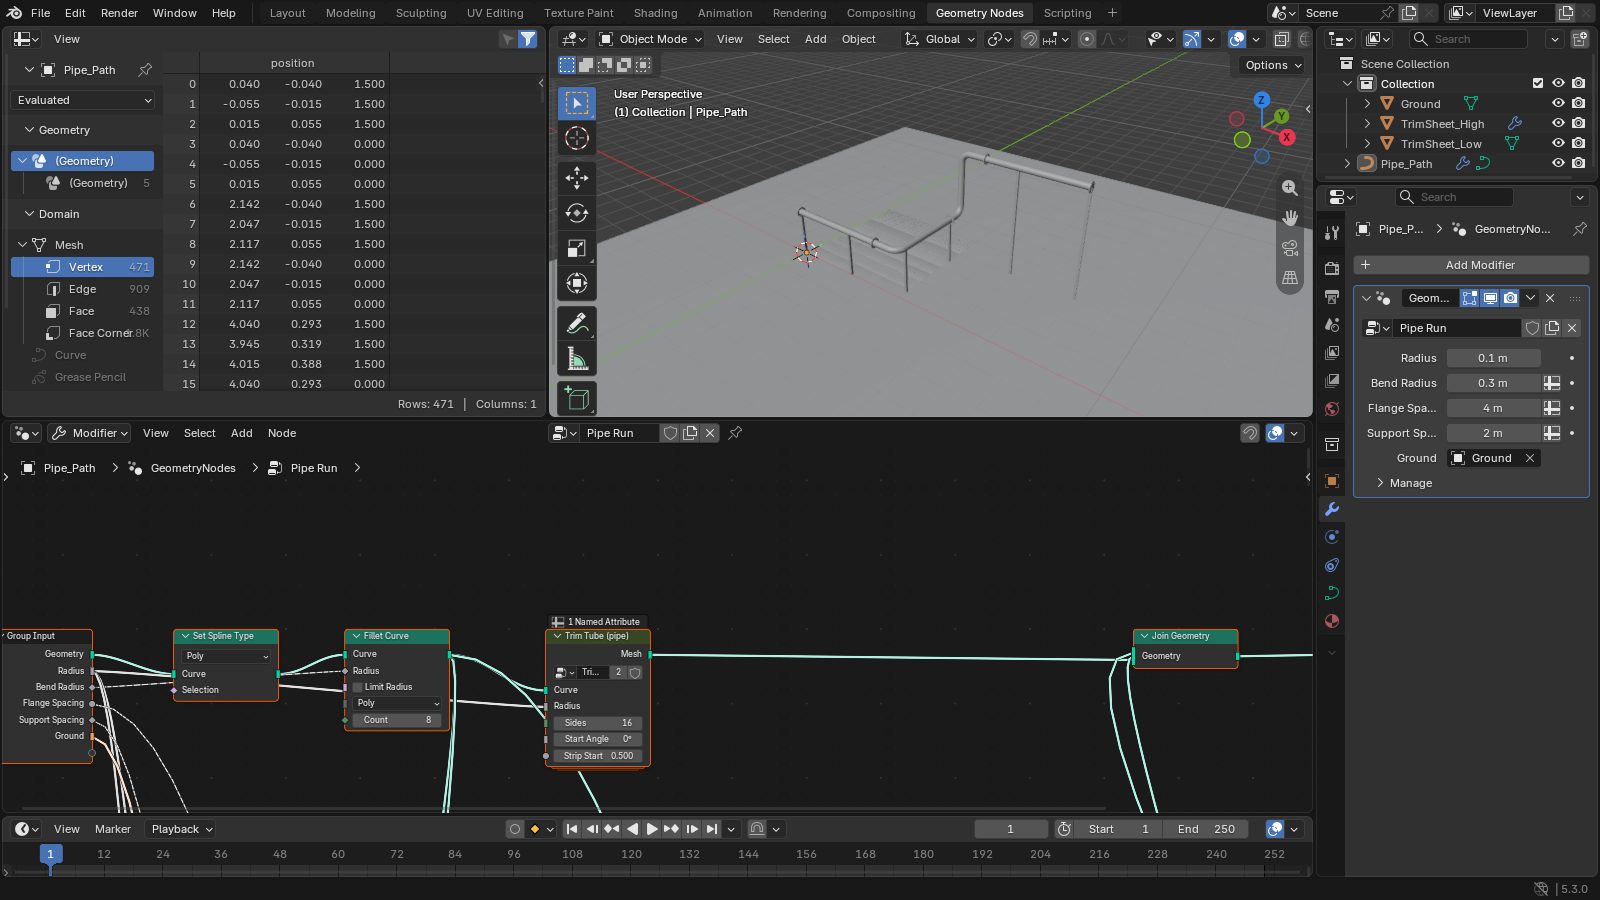 File Edit Render Window Help Layout Modeling Sculpting UV Editing Texture Paint Shading Animation Rendering Compositing Geometry Nodes Scripting + Scene ViewLayer
View
Pipe_Path
Evaluated
Geometry
(Geometry)
(Geometry) 5
Domain
Mesh
Vertex 471
Edge 909
Face 438
Face Corner 1.8K
Curve
Grease Pencil
position
0 0.040 -0.040 1.500
1 -0.055 -0.015 1.500
2 0.015 0.055 1.500
3 0.040 -0.040 0.000
4 -0.055 -0.015 0.000
5 0.015 0.055 0.000
6 2.142 -0.040 1.500
7 2.047 -0.015 1.500
8 2.117 0.055 1.500
9 2.142 -0.040 0.000
10 2.047 -0.015 0.000
11 2.117 0.055 0.000
12 4.040 0.293 1.500
13 3.945 0.319 1.500
14 4.015 0.388 1.500
15 4.040 0.293 0.000
Rows: 471 | Columns: 1
Object Mode View Select Add Object Global
Options
User Perspective
(1) Collection | Pipe_Path
Z
Y
X
Search
Scene Collection
Collection
Ground
TrimSheet_High
TrimSheet_Low
Pipe_Path
Search
Pipe_P... GeometryNo...
Add Modifier
Geom...
Pipe Run
Radius 0.1 m
Bend Radius 0.3 m
Flange Spa... 4 m
Support Sp... 2 m
Ground Ground
Manage
Modifier View Select Add Node Pipe Run
Pipe_Path GeometryNodes Pipe Run
Group Input
Geometry
Radius
Bend Radius
Flange Spacing
Support Spacing
Ground
Set Spline Type
Poly
Curve
Selection
Fillet Curve
Curve
Radius
Limit Radius
Poly
Count 8
1 Named Attribute
Trim Tube (pipe)
Mesh
Tri... 2
Curve
Radius
Sides 16
Start Angle 0°
Strip Start 0.500
Join Geometry
Geometry
View Marker Playback 1 Start 1 End 250
1 12 24 36 48 60 72 84 96 108 120 132 144 156 168 180 192 204 216 228 240 252
5.3.0